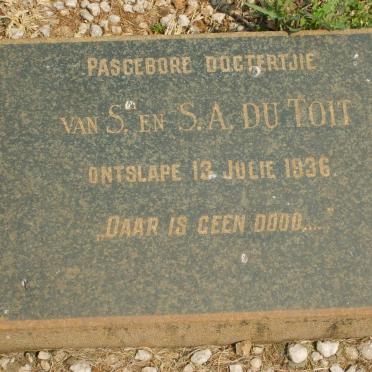 PASGEBORE DOGTERTJIE
VAN S. EN S.A. DU TOIT
ONTSLAPE 13 JULIE 1936.
„DAAR IS GEEN DOOD,..."